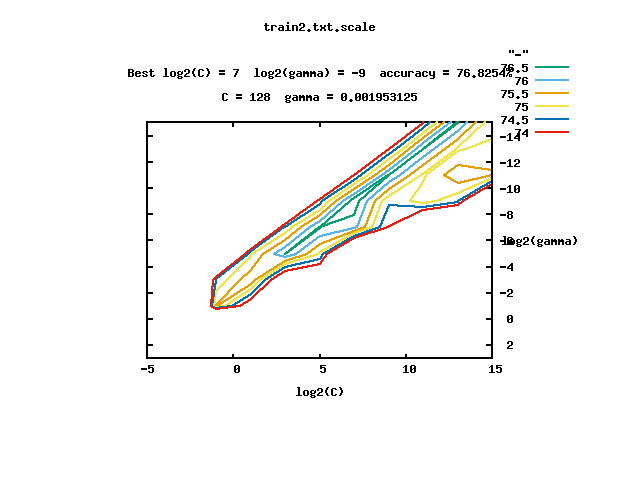 train2.txt.scale
"-"
Best log2(C) = 7  log2(gamma) = -9  accuracy = 76.8254%
76.5
76
C = 128  gamma = 0.001953125
75.5
75
74.5
74
-14
-12
-10
-8
-6
log2(gamma)
-4
-2
0
2
-5 0 5 10 15
log2(C)